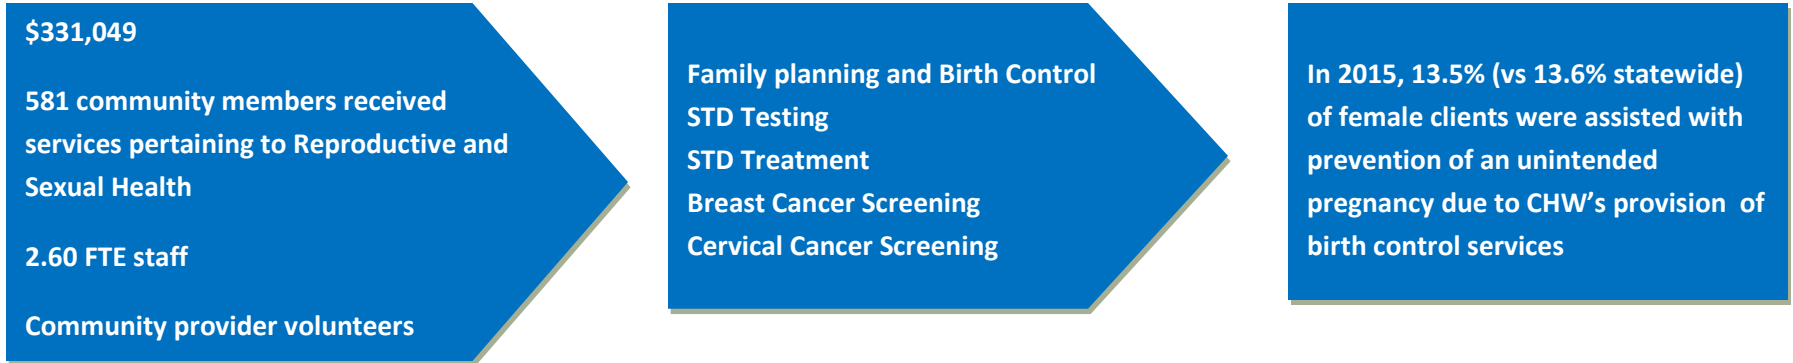 $331,049
581 community members received
services pertaining to Reproductive and
Sexual Health
2.60 FTE staff
Community provider volunteers
Family planning and Birth Control
STD Testing
STD Treatment
Breast Cancer Screening
Cervical Cancer Screening
In 2015, 13.5% (vs 13.6% statewide)
of female clients were assisted with
prevention of an unintended
pregnancy due to CHW’s provision  of
birth control services